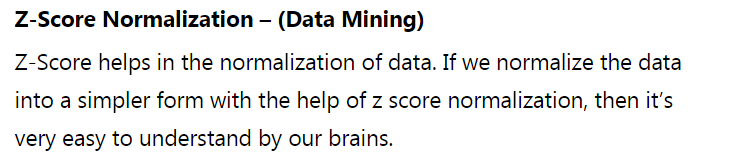 Z-Score Normalization – (Data Mining)
Z-Score helps in the normalization of data. If we normalize the data
into a simpler form with the help of z score normalization, then it’s
very easy to understand by our brains.